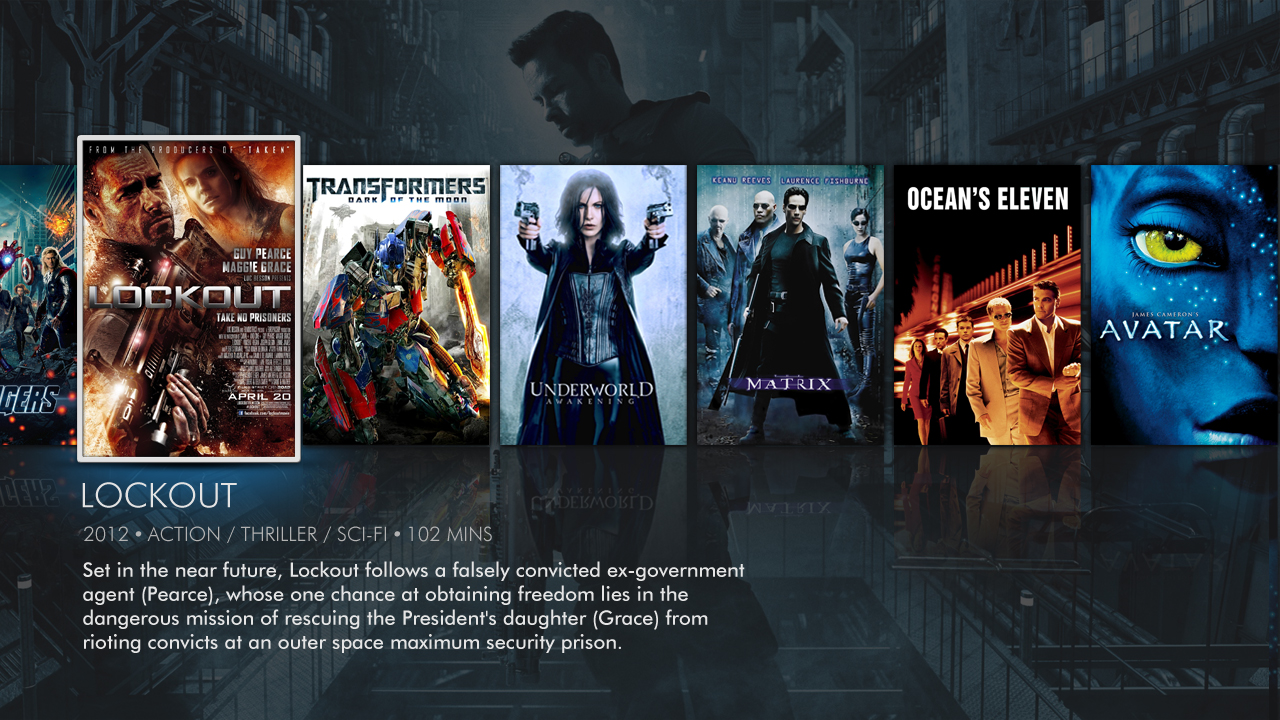 FROM THE PRODUCERS OF "TAKEN"
GUY PEARCE
MAGGIE GRACE
LUC BESSON PRESENTS
LOCKOUT
TAKE NO PRISONERS
APRIL 20
TRANSFORMERS
DARK OF THE MOON
UNDERWORLD
AWAKENING
KEANU REEVES LAURENCE FISHBURNE
THE
MATRIX
OCEAN'S ELEVEN
JAMES CAMERON'S
AVATAR
LOCKOUT
2012 • ACTION / THRILLER / SCI-FI • 102 MINS
Set in the near future, Lockout follows a falsely convicted ex-government
agent (Pearce), whose one chance at obtaining freedom lies in the
dangerous mission of rescuing the President's daughter (Grace) from
rioting convicts at an outer space maximum security prison.